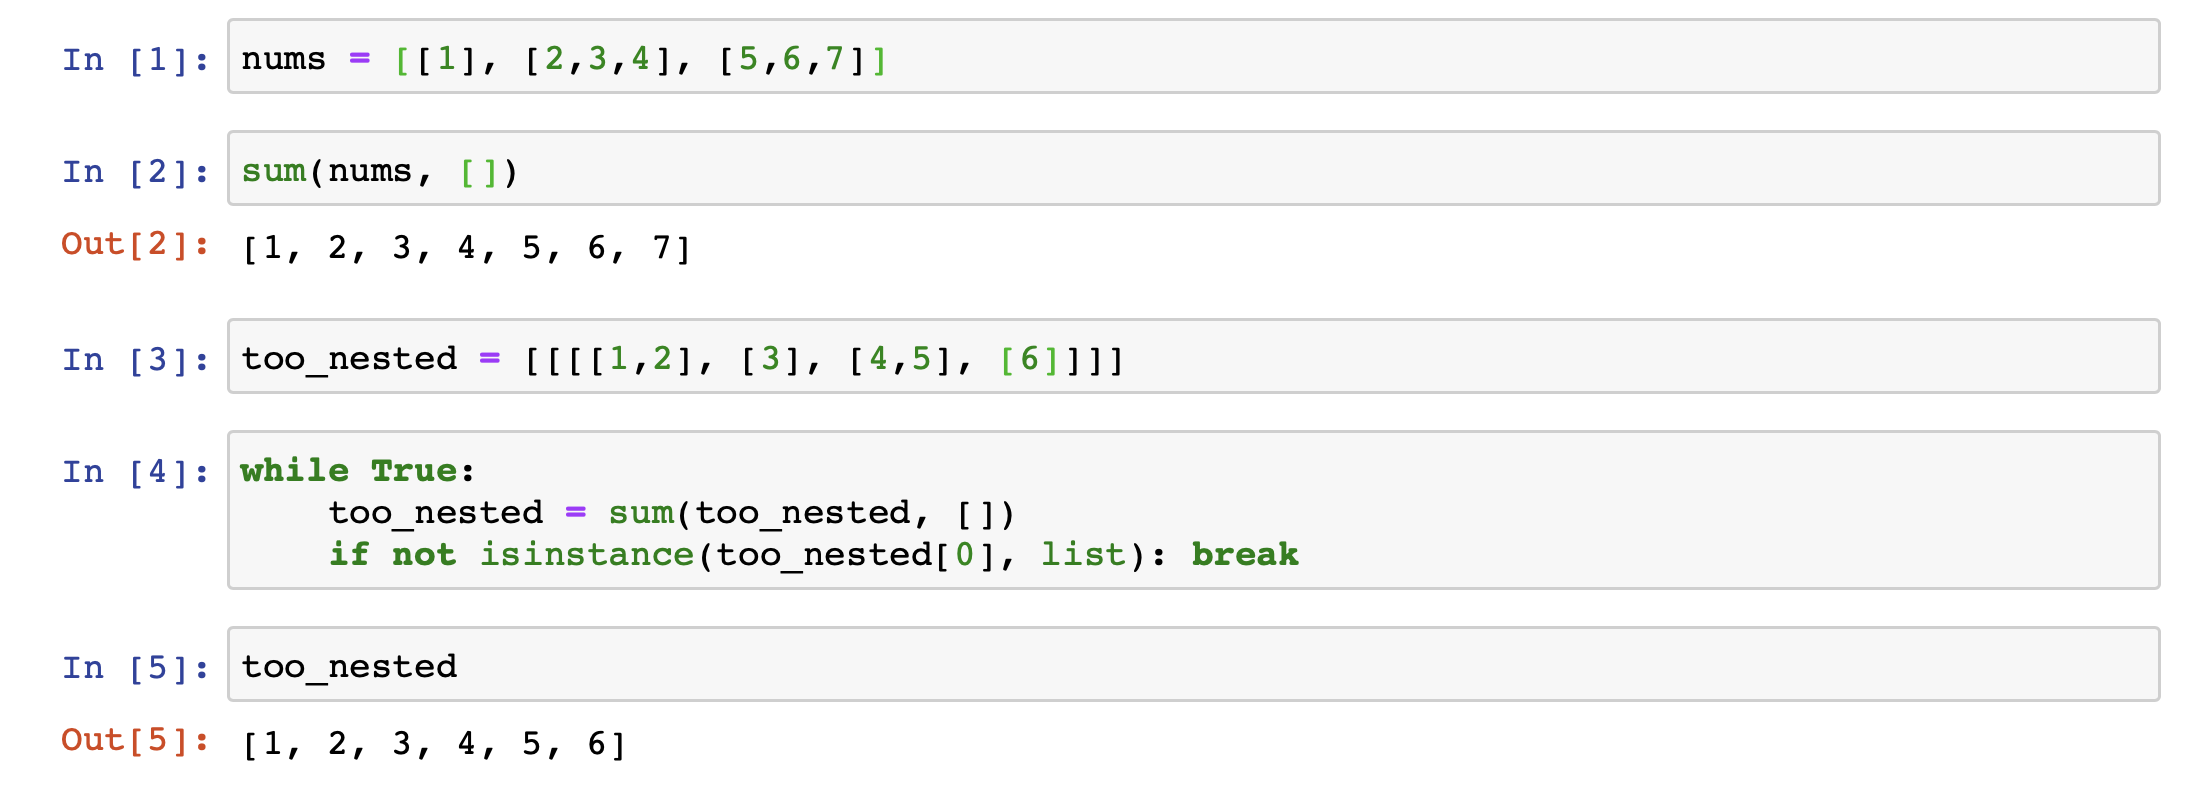 In [1]: nums = [[1], [2,3,4], [5,6,7]]
In [2]: sum(nums, [])
Out[2]: [1, 2, 3, 4, 5, 6, 7]
In [3]: too_nested = [[[[1,2], [3], [4,5], [6]]]]
In [4]: while True:
    too_nested = sum(too_nested, [])
    if not isinstance(too_nested[0], list): break
In [5]: too_nested
Out[5]: [1, 2, 3, 4, 5, 6]